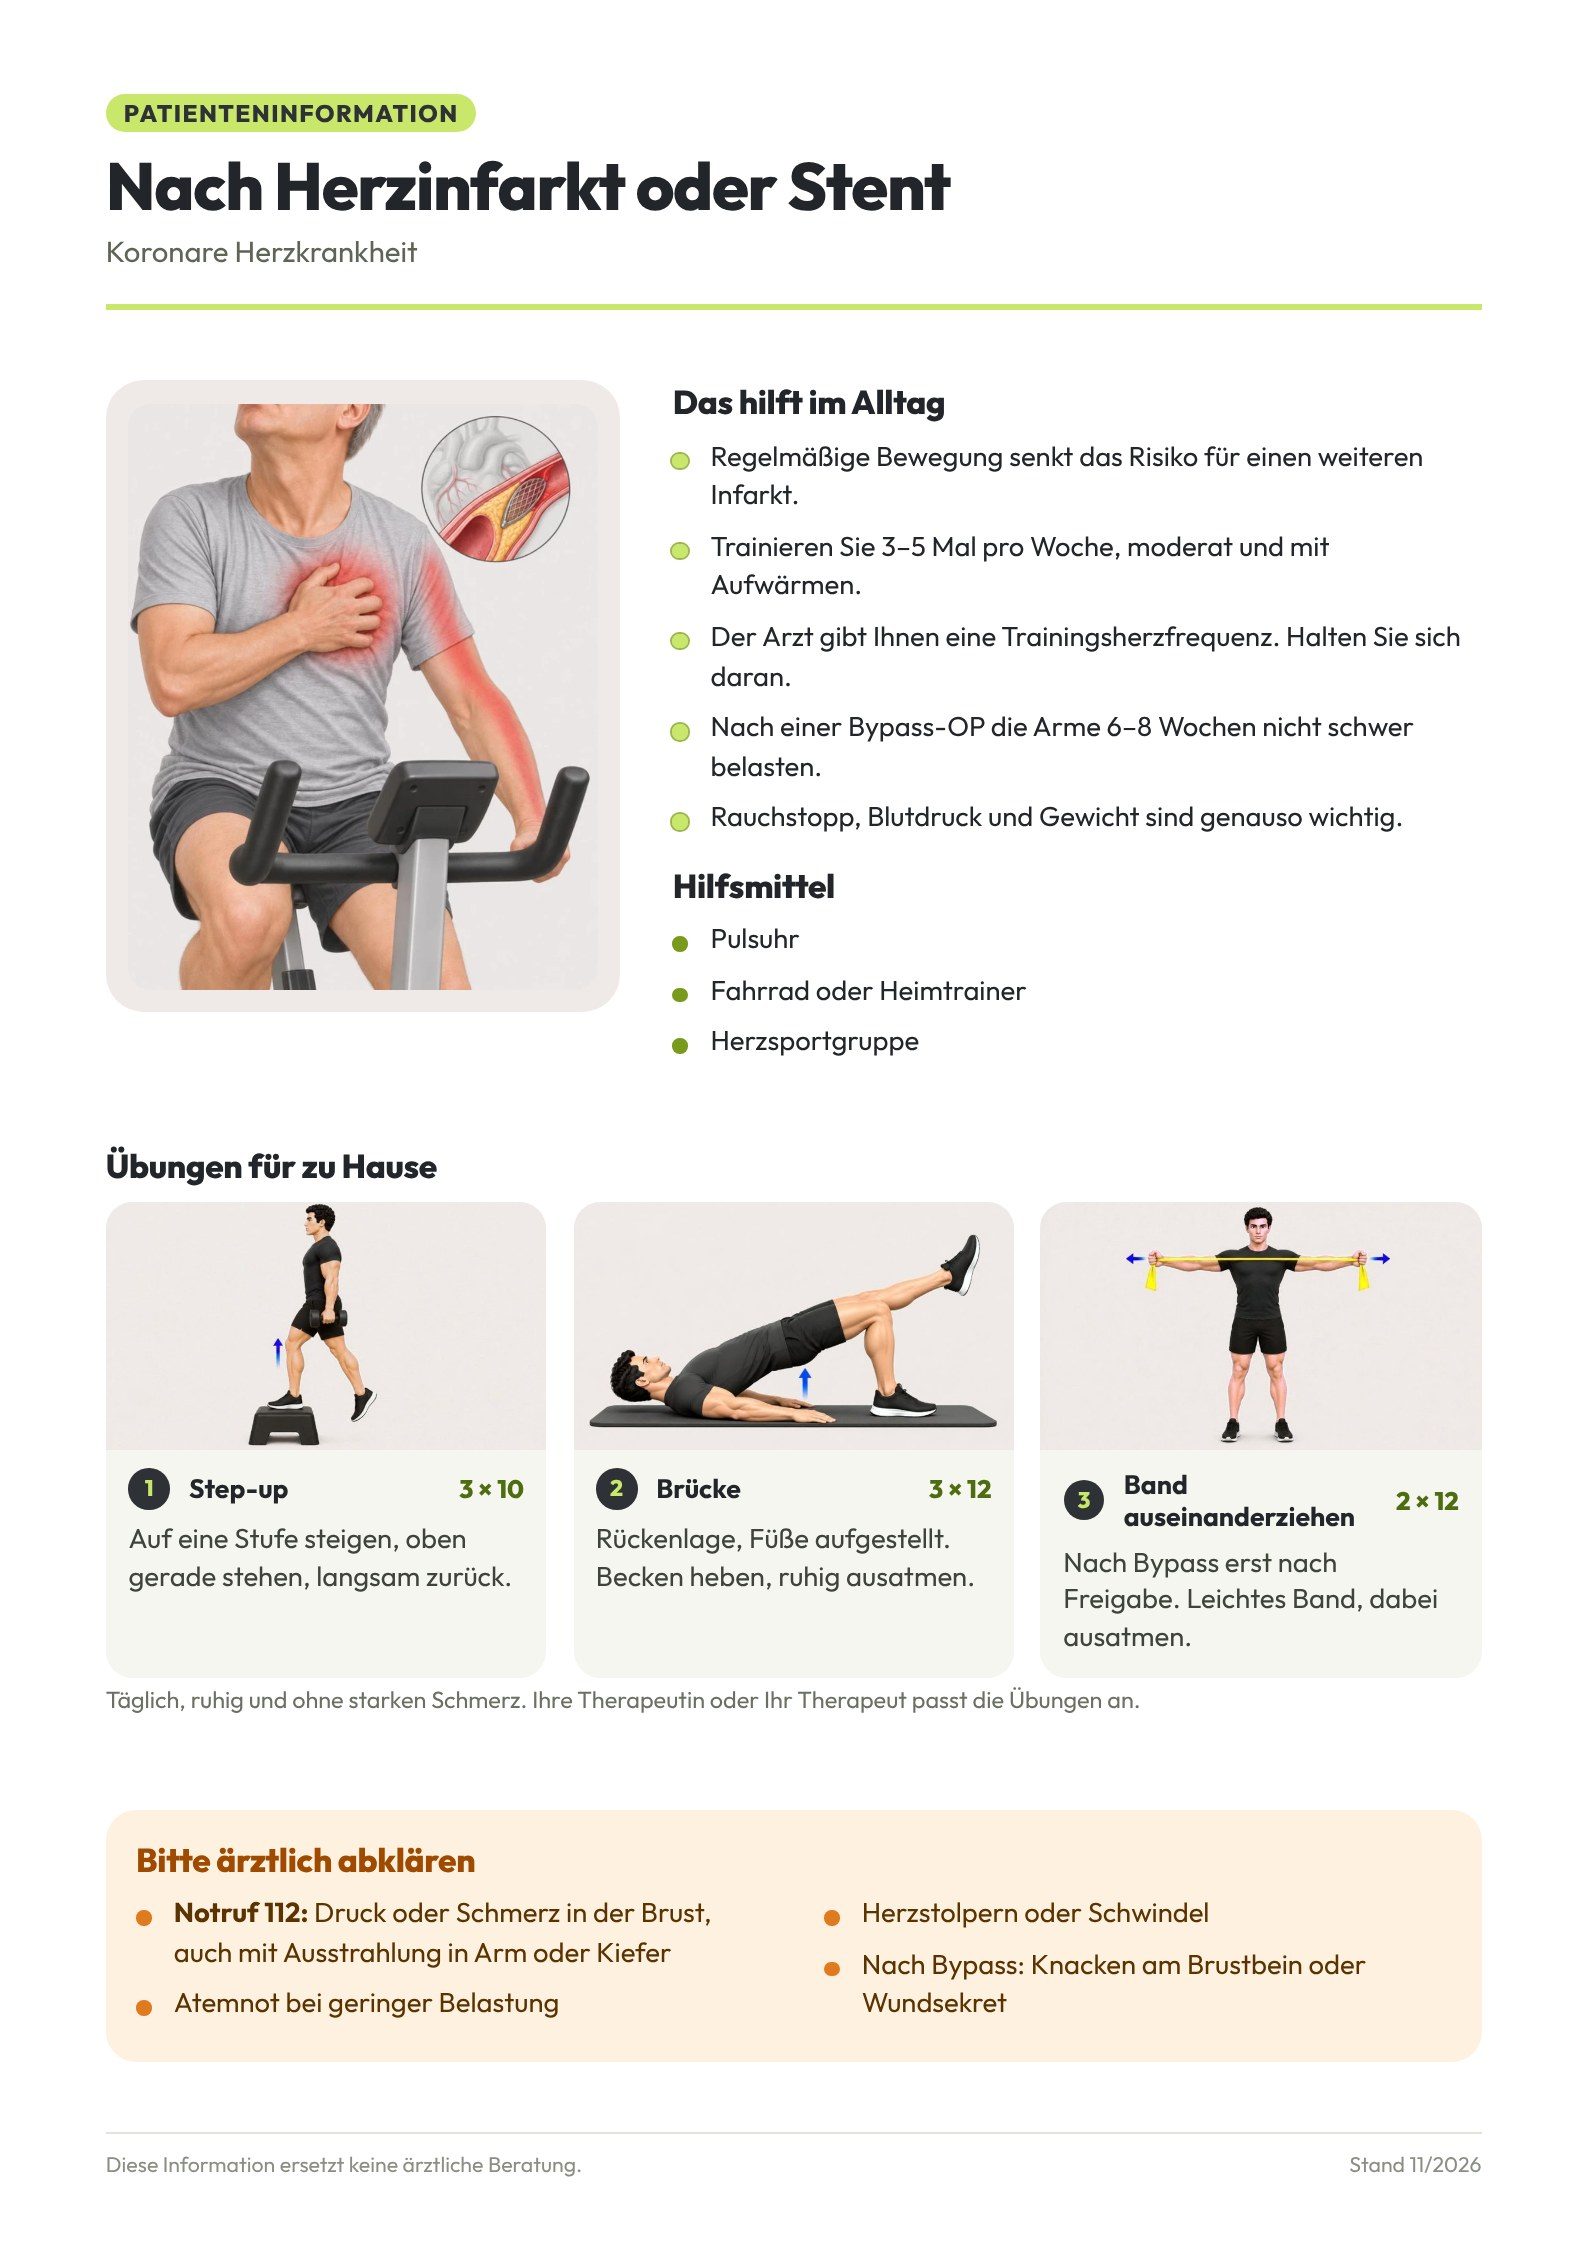 PATIENTENINFORMATION
Nach Herzinfarkt oder Stent
Koronare Herzkrankheit
Das hilft im Alltag
Regelmäßige Bewegung senkt das Risiko für einen weiteren
Infarkt.
Trainieren Sie 3–5 Mal pro Woche, moderat und mit
Aufwärmen.
Der Arzt gibt Ihnen eine Trainingsherzfrequenz. Halten Sie sich
daran.
Nach einer Bypass-OP die Arme 6–8 Wochen nicht schwer
belasten.
Rauchstopp, Blutdruck und Gewicht sind genauso wichtig.
Hilfsmittel
Pulsuhr
Fahrrad oder Heimtrainer
Herzsportgruppe
Übungen für zu Hause
1 Step-up 3 × 10
Auf eine Stufe steigen, oben
gerade stehen, langsam zurück.
2 Brücke 3 × 12
Rückenlage, Füße aufgestellt.
Becken heben, ruhig ausatmen.
3 Band
auseinanderziehen 2 × 12
Nach Bypass erst nach
Freigabe. Leichtes Band, dabei
ausatmen.
Täglich, ruhig und ohne starken Schmerz. Ihre Therapeutin oder Ihr Therapeut passt die Übungen an.
Bitte ärztlich abklären
Notruf 112: Druck oder Schmerz in der Brust,
auch mit Ausstrahlung in Arm oder Kiefer
Atemnot bei geringer Belastung
Herzstolpern oder Schwindel
Nach Bypass: Knacken am Brustbein oder
Wundsekret
Diese Information ersetzt keine ärztliche Beratung.
Stand 11/2026